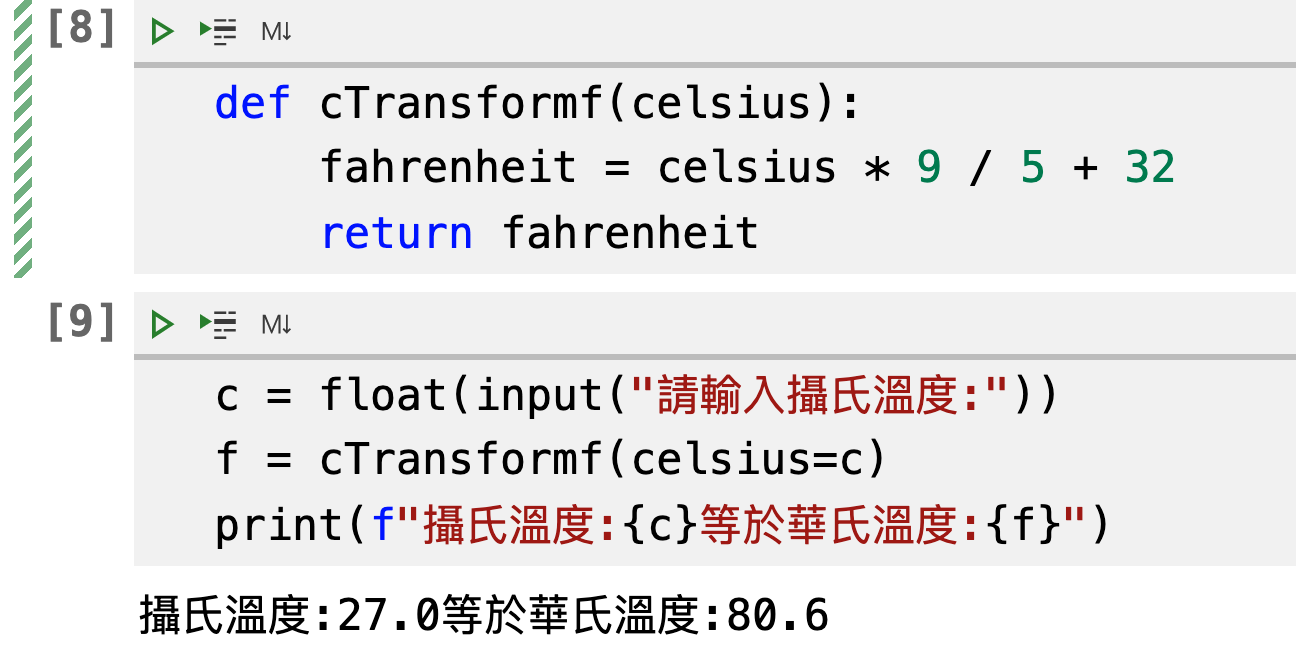 [8] M↓
def cTransformf(celsius):
    fahrenheit = celsius * 9 / 5 + 32
    return fahrenheit
[9] M↓
c = float(input("請輸入攝氏溫度:"))
f = cTransformf(celsius=c)
print(f"攝氏溫度:{c}等於華氏溫度:{f}")
攝氏溫度:27.0等於華氏溫度:80.6